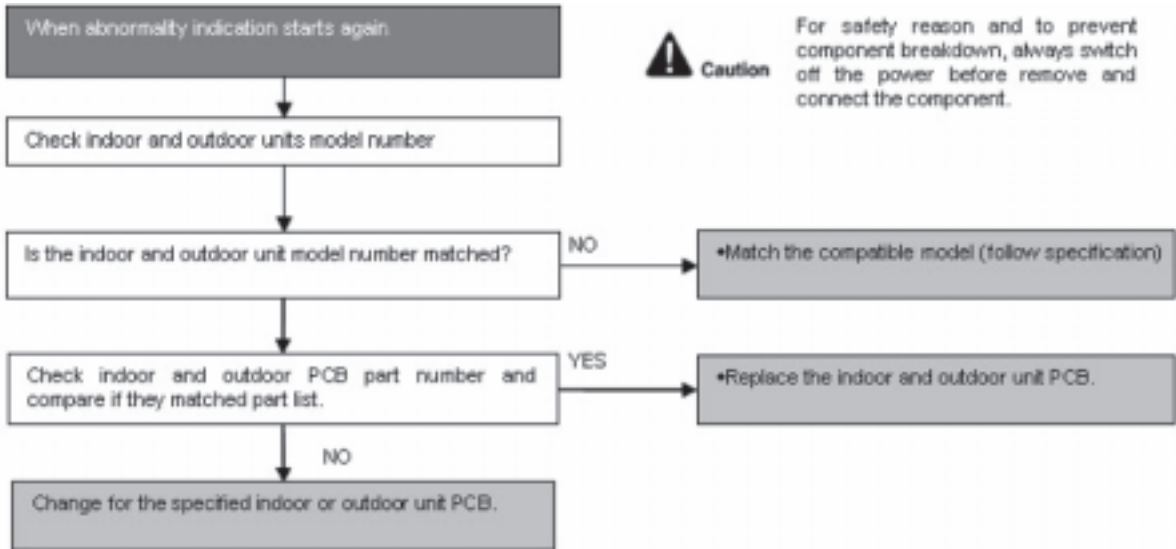 When abnormality indication starts again
For safety reason and to prevent
component breakdown, always switch
off the power before remove and
connect the component.
Caution
Check indoor and outdoor units model number
Is the indoor and outdoor unit model number matched?
NO
•Match the compatible model (follow specification)
Check indoor and outdoor PCB part number and
compare if they matched part list.
YES
•Replace the indoor and outdoor unit PCB.
NO
Change for the specified indoor or outdoor unit PCB.